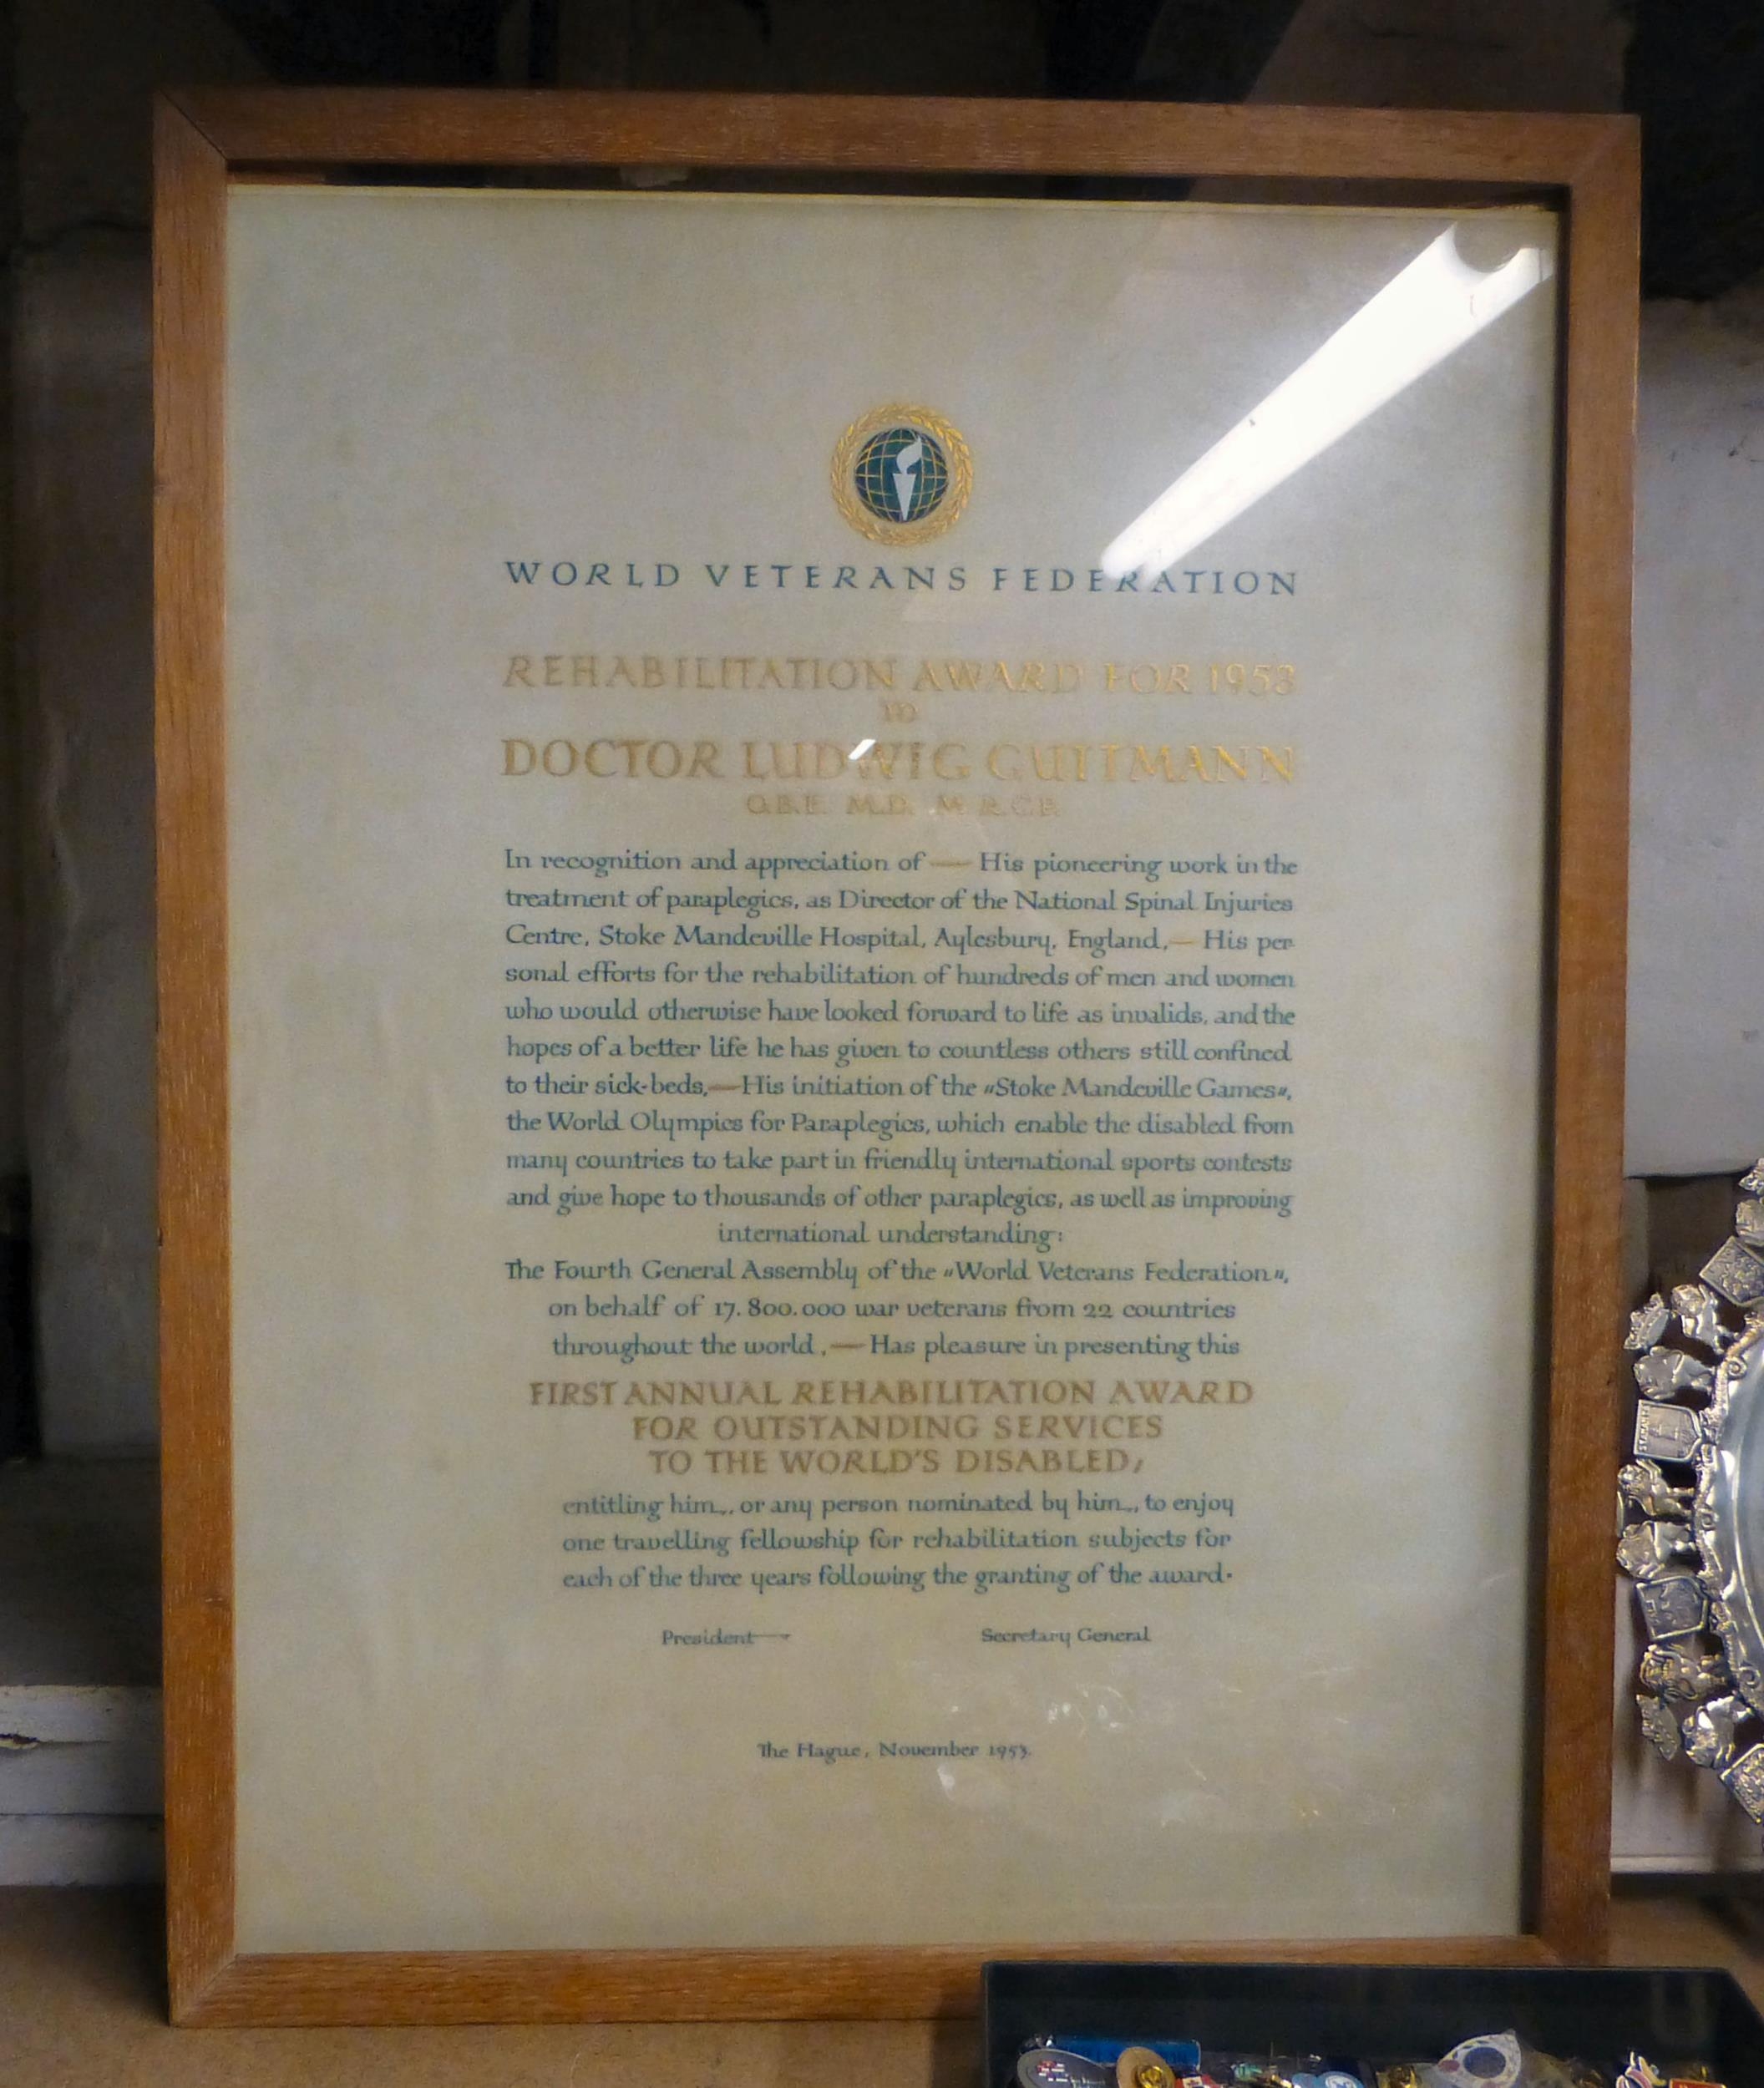 WORLD VETERANS FEDERATION
REHABILITATION AWARD FOR 1953
TO
DOCTOR LUDWIG GUTTMANN
O.B.E. M.D. M.R.C.P.
In recognition and appreciation of — His pioneering work in the
treatment of paraplegics, as Director of the National Spinal Injuries
Centre, Stoke Mandeville Hospital, Aylesbury, England,— His per
sonal efforts for the rehabilitation of hundreds of men and women
who would otherwise have looked forward to life as invalids, and the
hopes of a better life he has given to countless others still confined
to their sick-beds,— His initiation of the «Stoke Mandeville Games»,
the World Olympics for Paraplegics, which enable the disabled from
many countries to take part in friendly international sports contests
and give hope to thousands of other paraplegics, as well as improving
international understanding:
The Fourth General Assembly of the «World Veterans Federation»,
on behalf of 17.800.000 war veterans from 22 countries
throughout the world,— Has pleasure in presenting this
FIRST ANNUAL REHABILITATION AWARD
FOR OUTSTANDING SERVICES
TO THE WORLD'S DISABLED,
entitling him, or any person nominated by him, to enjoy
one travelling fellowship for rehabilitation subjects for
each of the three years following the granting of the award.
President Secretary General
The Hague, November 1953.